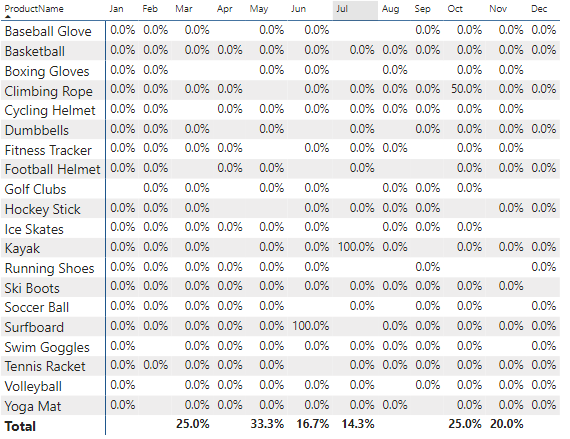 ProductName Jan Feb Mar Apr May Jun Jul Aug Sep Oct Nov Dec
Baseball Glove 0.0% 0.0% 0.0% 0.0% 0.0% 0.0% 0.0% 0.0% 0.0%
Basketball 0.0% 0.0% 0.0% 0.0% 0.0% 0.0% 0.0% 0.0% 0.0% 0.0% 0.0% 0.0%
Boxing Gloves 0.0% 0.0% 0.0% 0.0% 0.0% 0.0% 0.0%
Climbing Rope 0.0% 0.0% 0.0% 0.0% 0.0% 0.0% 0.0% 0.0% 50.0% 0.0% 0.0%
Cycling Helmet 0.0% 0.0% 0.0% 0.0% 0.0% 0.0% 0.0% 0.0% 0.0% 0.0%
Dumbbells 0.0% 0.0% 0.0% 0.0% 0.0% 0.0% 0.0% 0.0% 0.0%
Fitness Tracker 0.0% 0.0% 0.0% 0.0% 0.0% 0.0% 0.0% 0.0% 0.0%
Football Helmet 0.0% 0.0% 0.0% 0.0% 0.0% 0.0% 0.0% 0.0%
Golf Clubs 0.0% 0.0% 0.0% 0.0% 0.0% 0.0% 0.0%
Hockey Stick 0.0% 0.0% 0.0% 0.0% 0.0% 0.0% 0.0% 0.0% 0.0%
Ice Skates 0.0% 0.0% 0.0% 0.0% 0.0% 0.0% 0.0% 0.0% 0.0%
Kayak 0.0% 0.0% 0.0% 0.0% 0.0% 100.0% 0.0% 0.0% 0.0% 0.0%
Running Shoes 0.0% 0.0% 0.0% 0.0% 0.0% 0.0% 0.0% 0.0%
Ski Boots 0.0% 0.0% 0.0% 0.0% 0.0% 0.0% 0.0% 0.0% 0.0% 0.0%
Soccer Ball 0.0% 0.0% 0.0% 0.0% 0.0% 0.0% 0.0% 0.0%
Surfboard 0.0% 0.0% 0.0% 0.0% 0.0% 100.0% 0.0% 0.0% 0.0% 0.0% 0.0%
Swim Goggles 0.0% 0.0% 0.0% 0.0% 0.0% 0.0% 0.0% 0.0% 0.0% 0.0% 0.0%
Tennis Racket 0.0% 0.0% 0.0% 0.0% 0.0% 0.0% 0.0% 0.0% 0.0% 0.0% 0.0%
Volleyball 0.0% 0.0% 0.0% 0.0% 0.0% 0.0% 0.0% 0.0% 0.0% 0.0%
Yoga Mat 0.0% 0.0% 0.0% 0.0% 0.0% 0.0% 0.0% 0.0% 0.0% 0.0%
Total 25.0% 33.3% 16.7% 14.3% 25.0% 20.0%